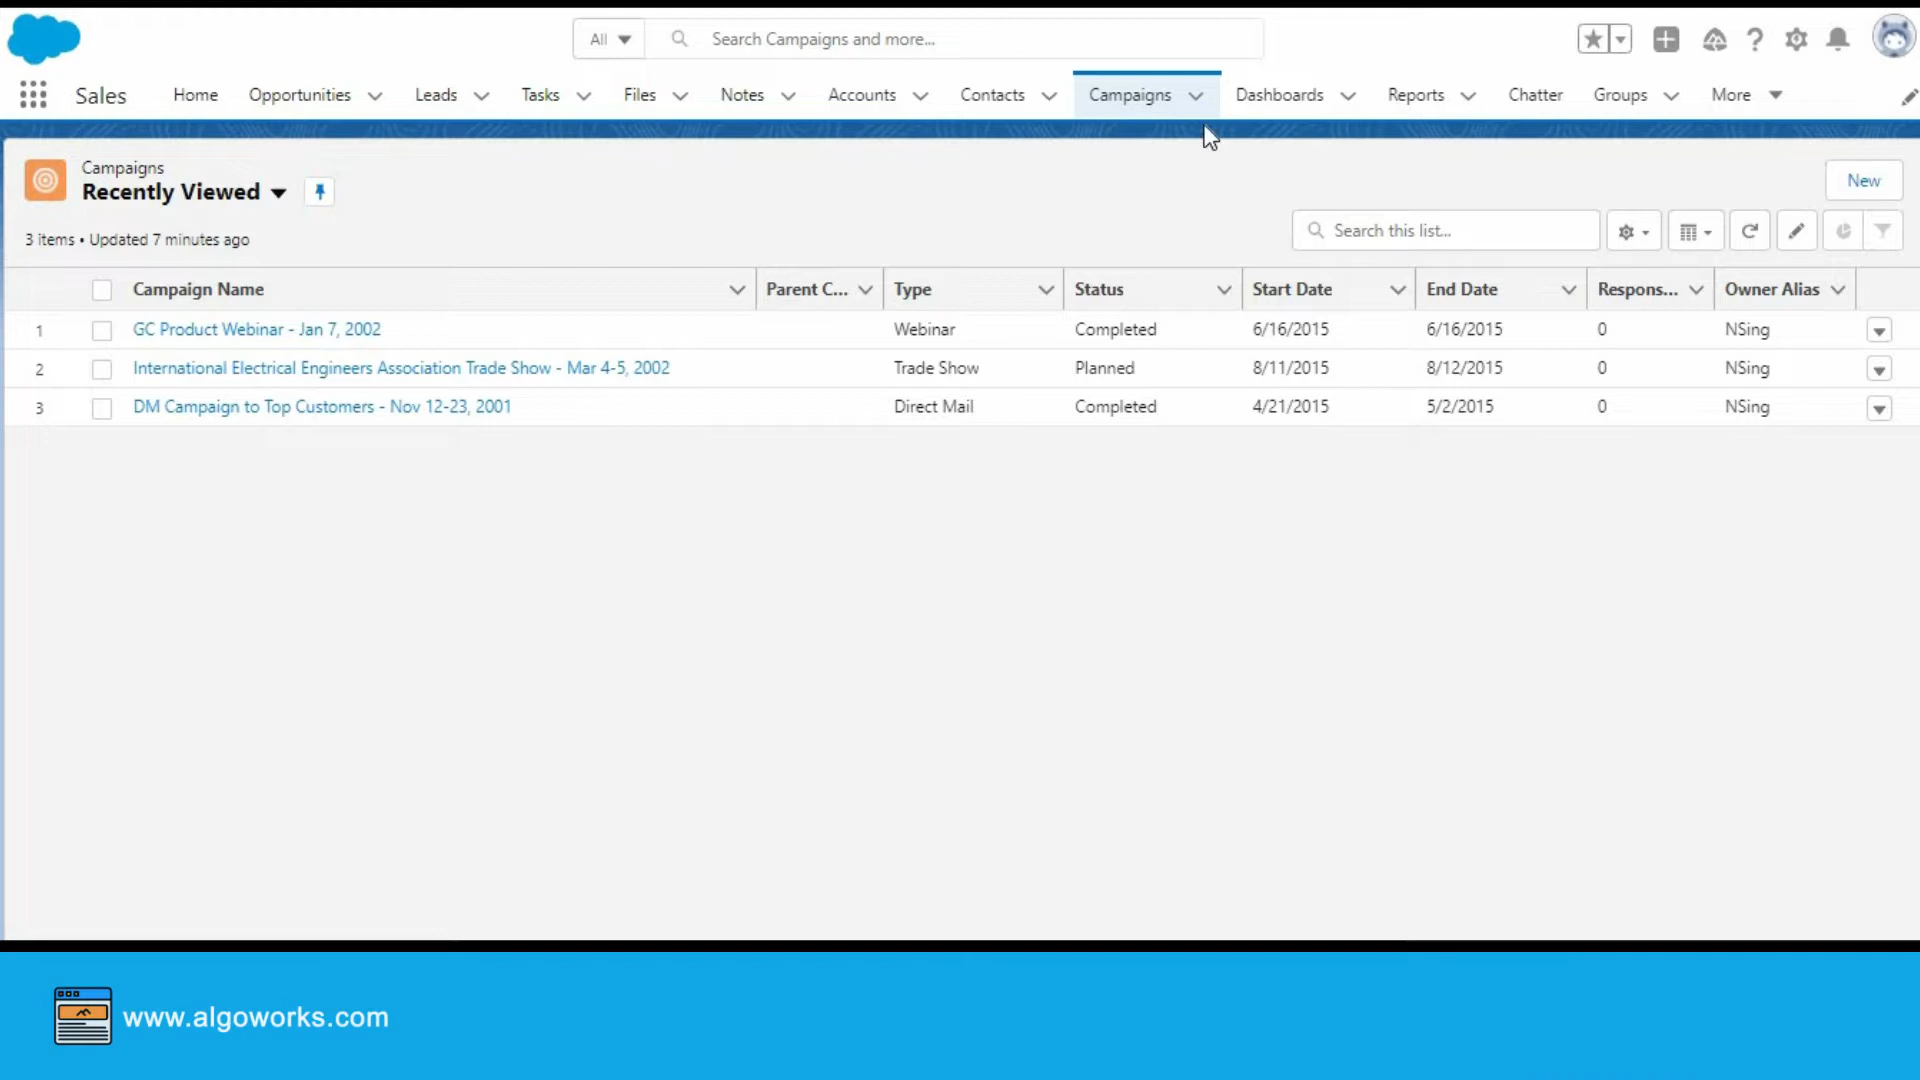 All Search Campaigns and more...
Sales Home Opportunities Leads Tasks Files Notes Accounts Contacts Campaigns Dashboards Reports Chatter Groups More
Campaigns
Recently Viewed
New
3 items • Updated 7 minutes ago
Search this list...
Campaign Name Parent C... Type Status Start Date End Date Respons... Owner Alias
1 GC Product Webinar - Jan 7, 2002 Webinar Completed 6/16/2015 6/16/2015 0 NSing
2 International Electrical Engineers Association Trade Show - Mar 4-5, 2002 Trade Show Planned 8/11/2015 8/12/2015 0 NSing
3 DM Campaign to Top Customers - Nov 12-23, 2001 Direct Mail Completed 4/21/2015 5/2/2015 0 NSing
www.algoworks.com